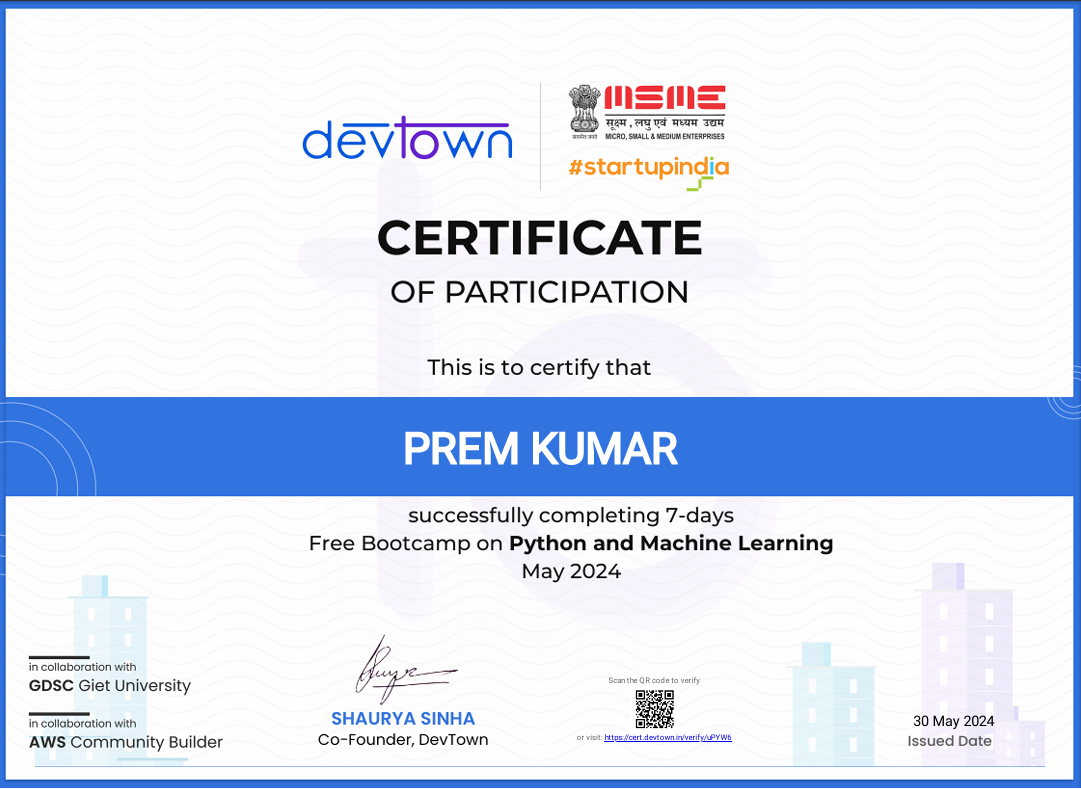 devtown
MSME
सूक्ष्म, लघु एवं मध्यम उद्यम
सत्यमेव जयते
MICRO, SMALL & MEDIUM ENTERPRISES
#startupindia
CERTIFICATE
OF PARTICIPATION
This is to certify that
PREM KUMAR
successfully completing 7-days
Free Bootcamp on Python and Machine Learning
May 2024
in collaboration with
GDSC Giet University
in collaboration with
AWS Community Builder
SHAURYA SINHA
Co-Founder, DevTown
Scan the QR code to verify
or visit: https://cert.devtown.in/verify/uPYW6
30 May 2024
Issued Date